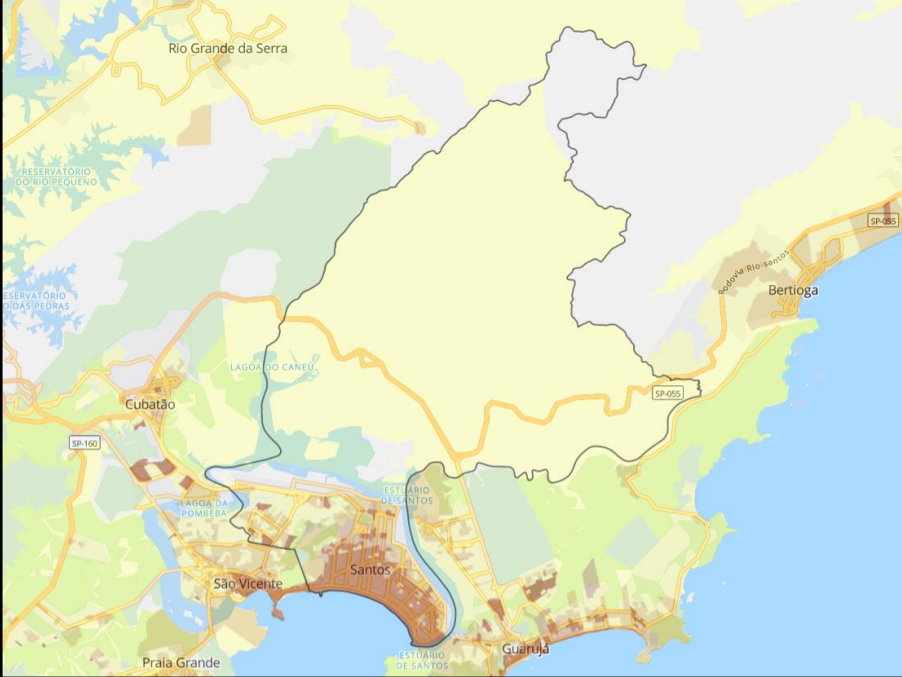 Rio Grande da Serra
RESERVATÓRIO
DO RIO PEQUENO
SP-055
Rodovia Rio-santos
Bertioga
ESERVATÓRIO
O DAS PEDRAS
LAGOA DO CANEÚ
Cubatão
SP-055
SP-160
ESTUÁRIO
DE SANTOS
LAGOA DA
POMBEBA
Santos
São Vicente
Guarujá
ESTUÁRIO
DE SANTOS
Praia Grande